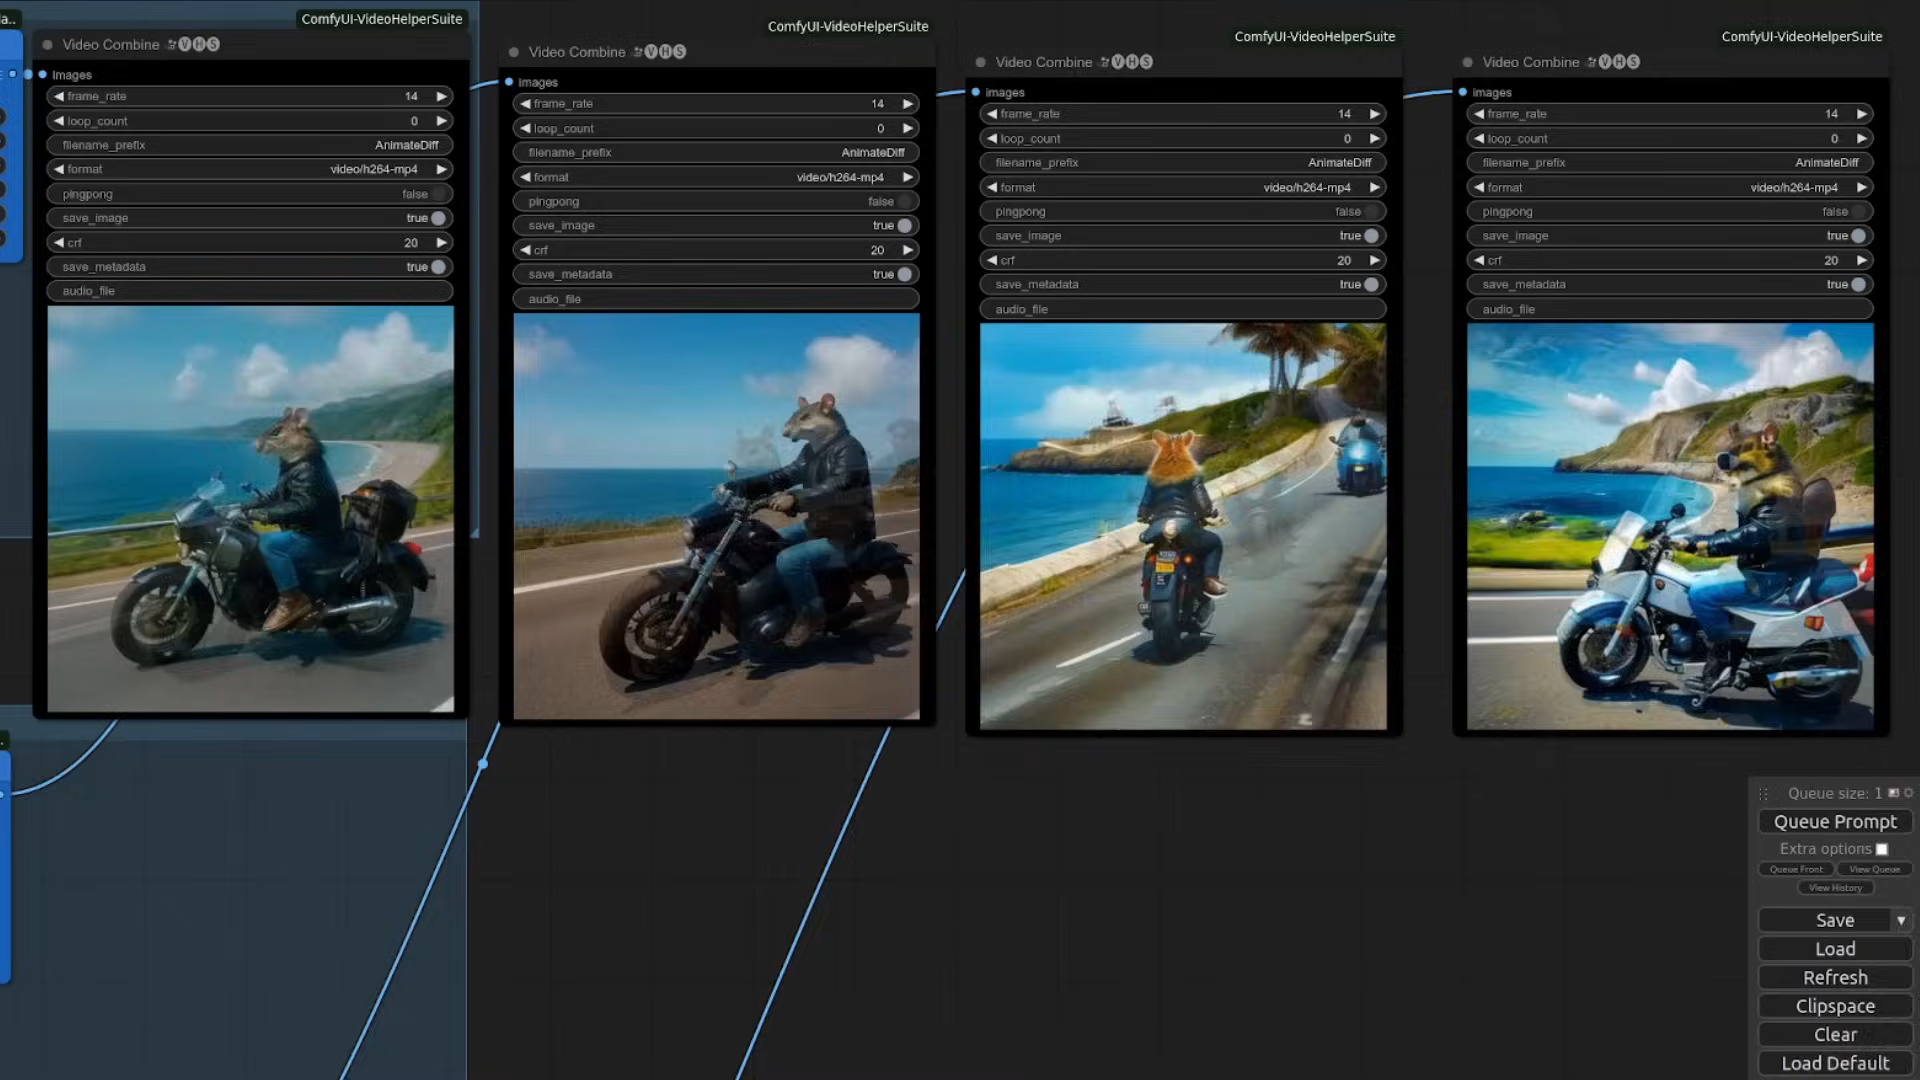 a..
ComfyUI-VideoHelperSuite
Video Combine VHS
images
frame_rate 14
loop_count 0
filename_prefix AnimateDiff
format video/h264-mp4
pingpong false
save_image true
crf 20
save_metadata true
audio_file
ComfyUI-VideoHelperSuite
Video Combine VHS
images
frame_rate 14
loop_count 0
filename_prefix AnimateDiff
format video/h264-mp4
pingpong false
save_image true
crf 20
save_metadata true
audio_file
ComfyUI-VideoHelperSuite
Video Combine VHS
images
frame_rate 14
loop_count 0
filename_prefix AnimateDiff
format video/h264-mp4
pingpong false
save_image true
crf 20
save_metadata true
audio_file
ComfyUI-VideoHelperSuite
Video Combine VHS
images
frame_rate 14
loop_count 0
filename_prefix AnimateDiff
format video/h264-mp4
pingpong false
save_image true
crf 20
save_metadata true
audio_file
Queue size: 1
Queue Prompt
Extra options
Queue Front View Queue
View History
Save
Load
Refresh
Clipspace
Clear
Load Default